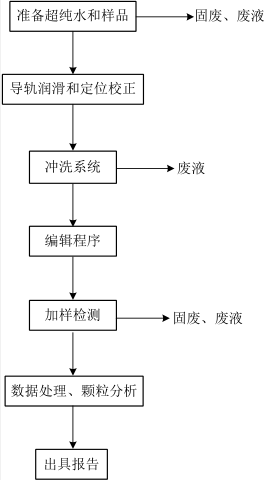 准备超纯水和样品
固废、废液
导轨润滑和定位校正
冲洗系统
废液
编辑程序
加样检测
固废、废液
数据处理、颗粒分析
出具报告